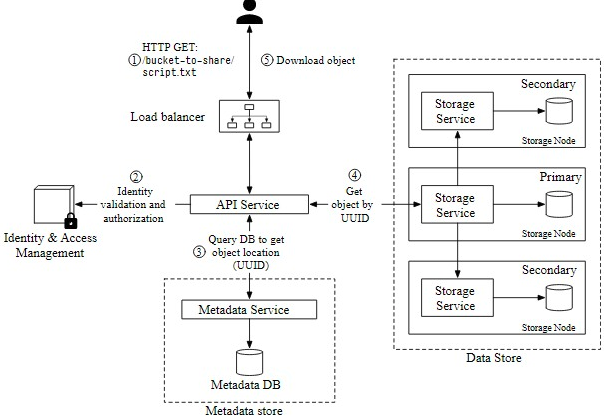 HTTP GET:
① /bucket-to-share/
script.txt
⑤ Download object
Load balancer
②
Identity
validation and
authorization
API Service
④
Get
object by
UUID
Identity & Access
Management
Query DB to get
③ object location
(UUID)
Metadata Service
Metadata DB
Metadata store
Secondary
Storage
Service
Storage Node
Primary
Storage
Service
Storage Node
Secondary
Storage
Service
Storage Node
Data Store